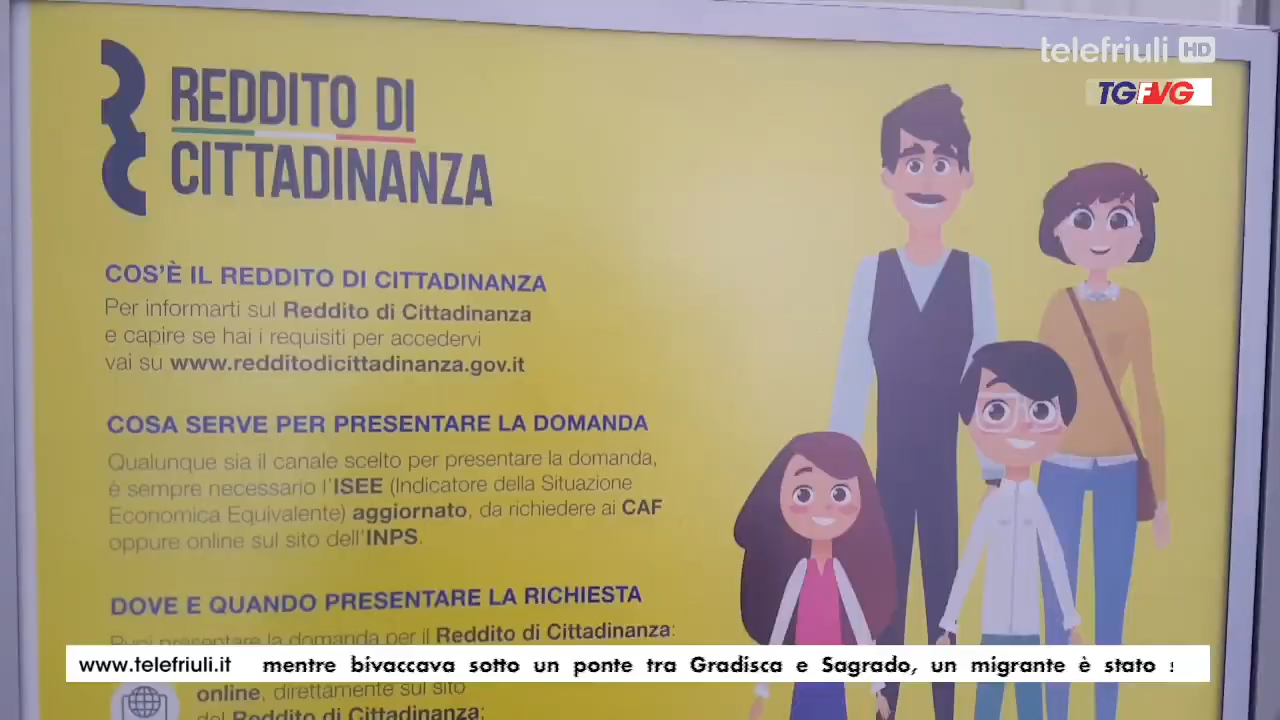 telefriuli HD
TGFVG
REDDITO DI
CITTADINANZA
COS'È IL REDDITO DI CITTADINANZA
Per informarti sul Reddito di Cittadinanza
e capire se hai i requisiti per accedervi
vai su www.redditodicittadinanza.gov.it
COSA SERVE PER PRESENTARE LA DOMANDA
Qualunque sia il canale scelto per presentare la domanda,
è sempre necessario l'ISEE (Indicatore della Situazione
Economica Equivalente) aggiornato, da richiedere ai CAF
oppure online sul sito dell'INPS.
DOVE E QUANDO PRESENTARE LA RICHIESTA
Puoi presentare la domanda per il Reddito di Cittadinanza:
www.telefriuli.it mentre bivaccava sotto un ponte tra Gradisca e Sagrado, un migrante è stato
online, direttamente sul sito
del Reddito di Cittadinanza;